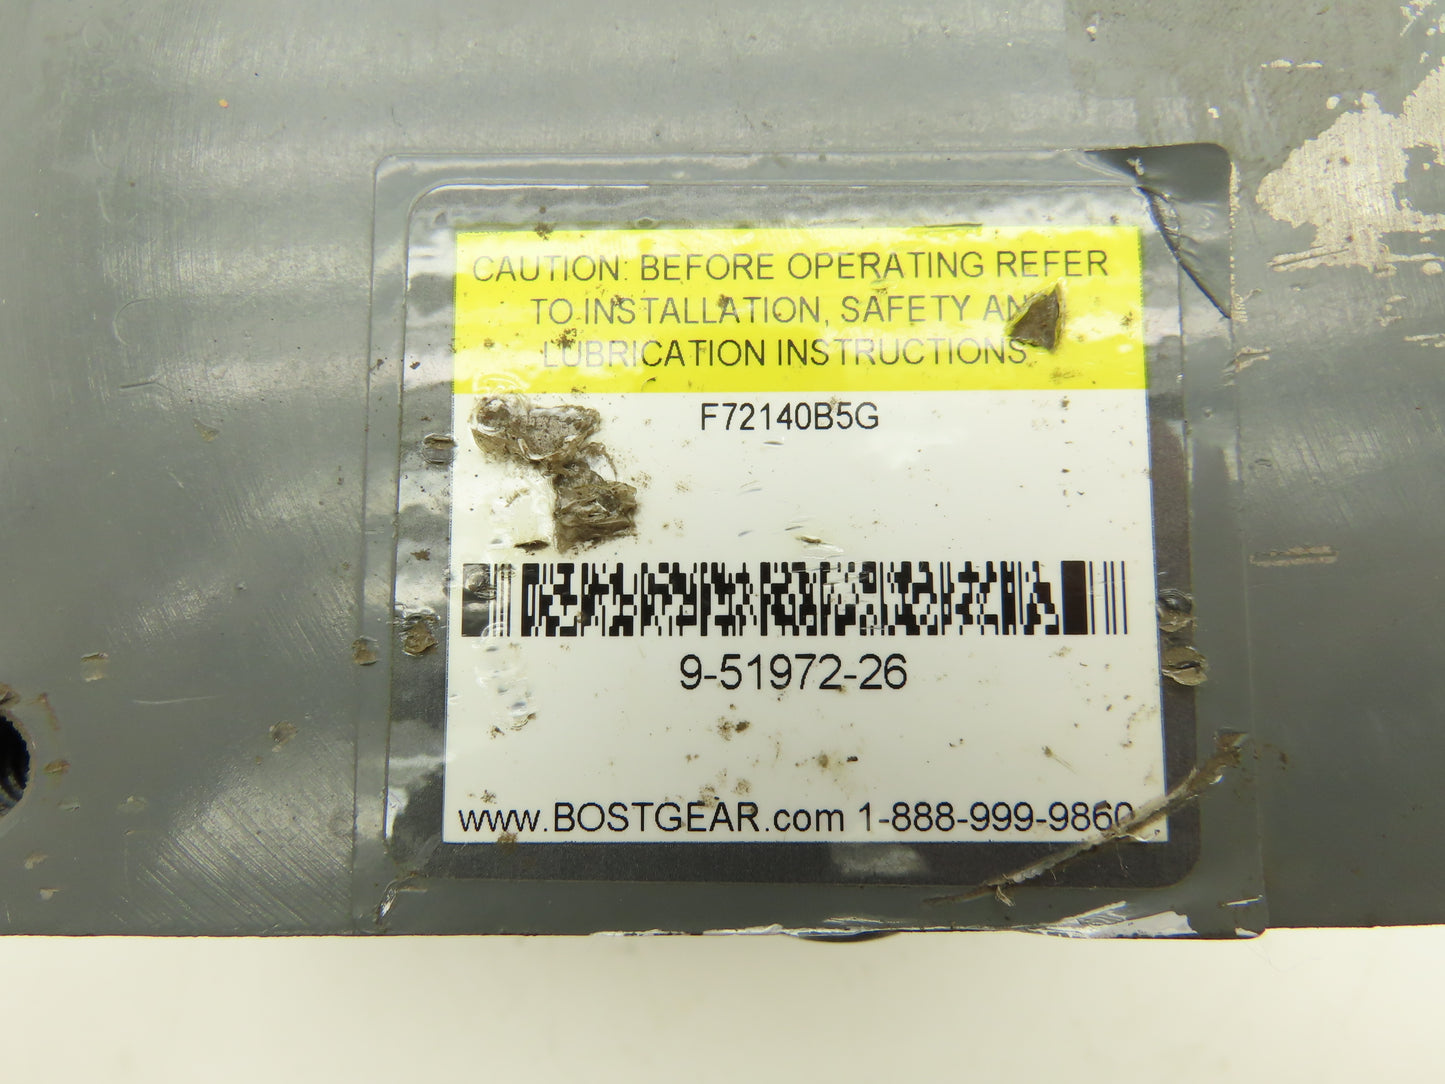 CAUTION: BEFORE OPERATING REFER
TO INSTALLATION, SAFETY AND
LUBRICATION INSTRUCTIONS
F72140B5G
9-51972-26
www.BOSTGEAR.com 1-888-999-9860